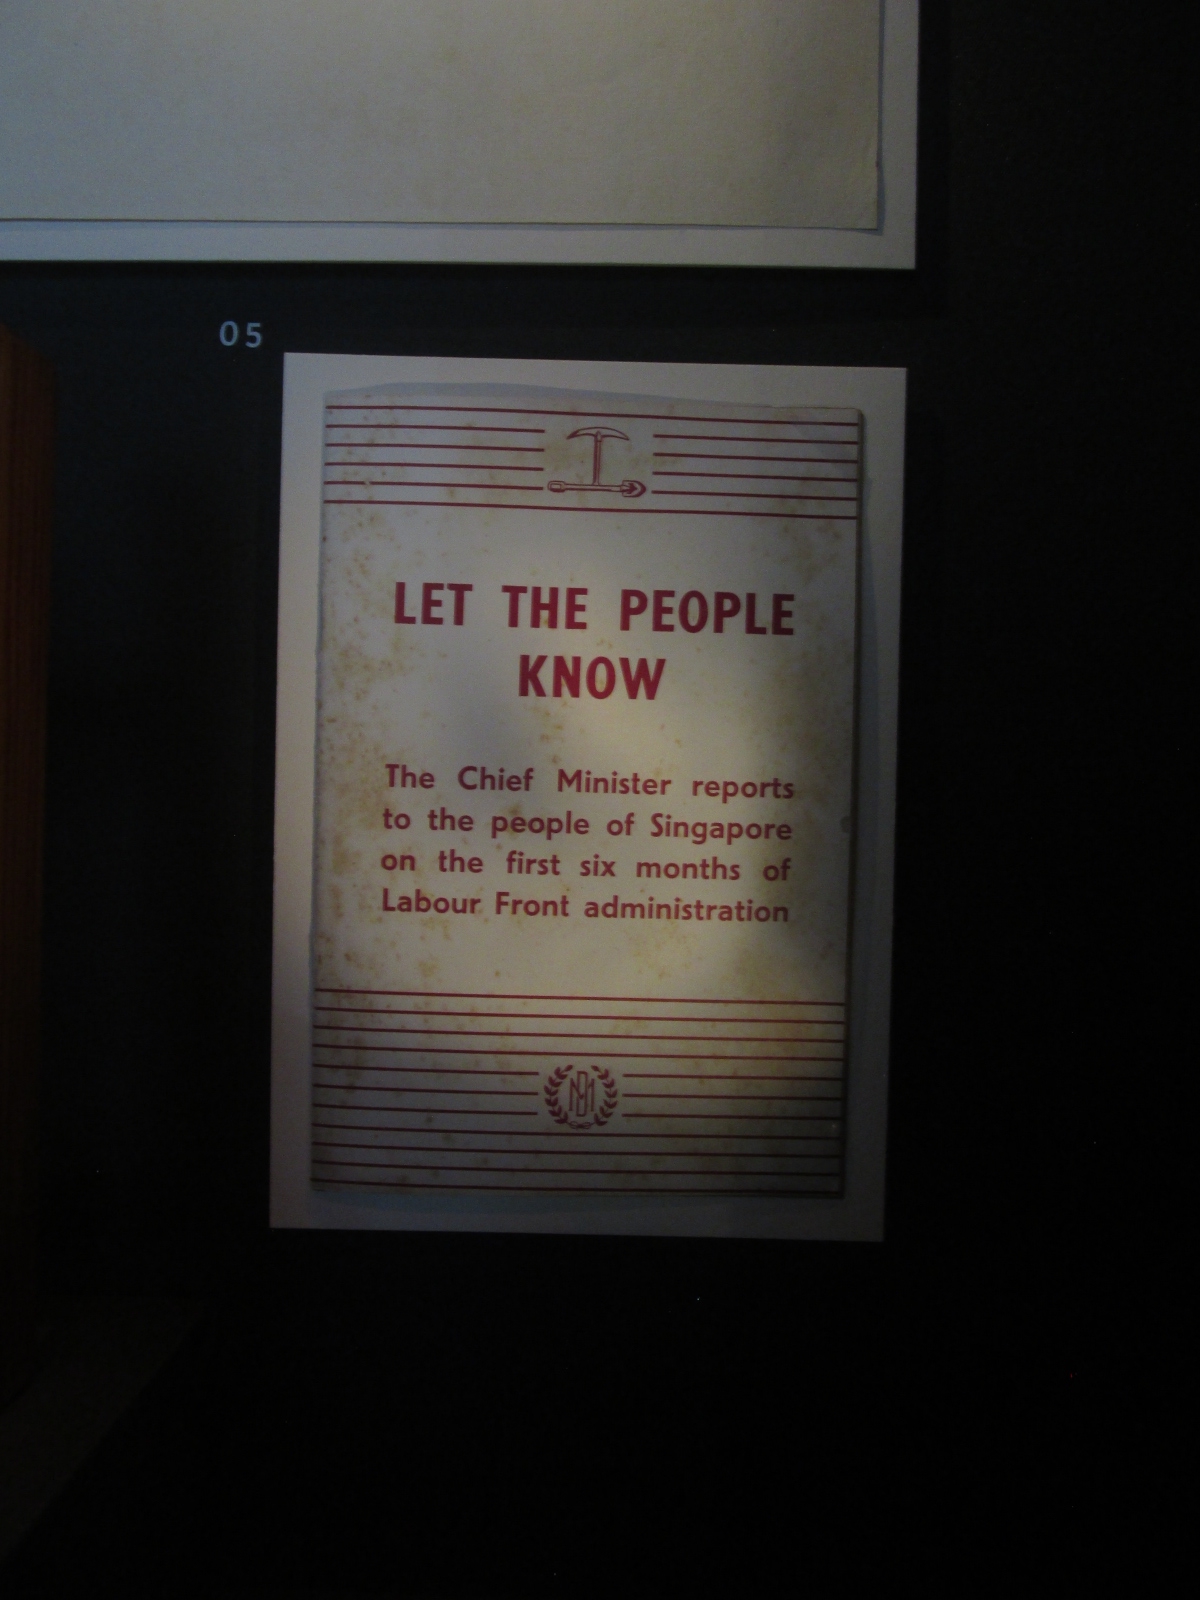 05
LET THE PEOPLE
KNOW
The Chief Minister reports
to the people of Singapore
on the first six months of
Labour Front administration